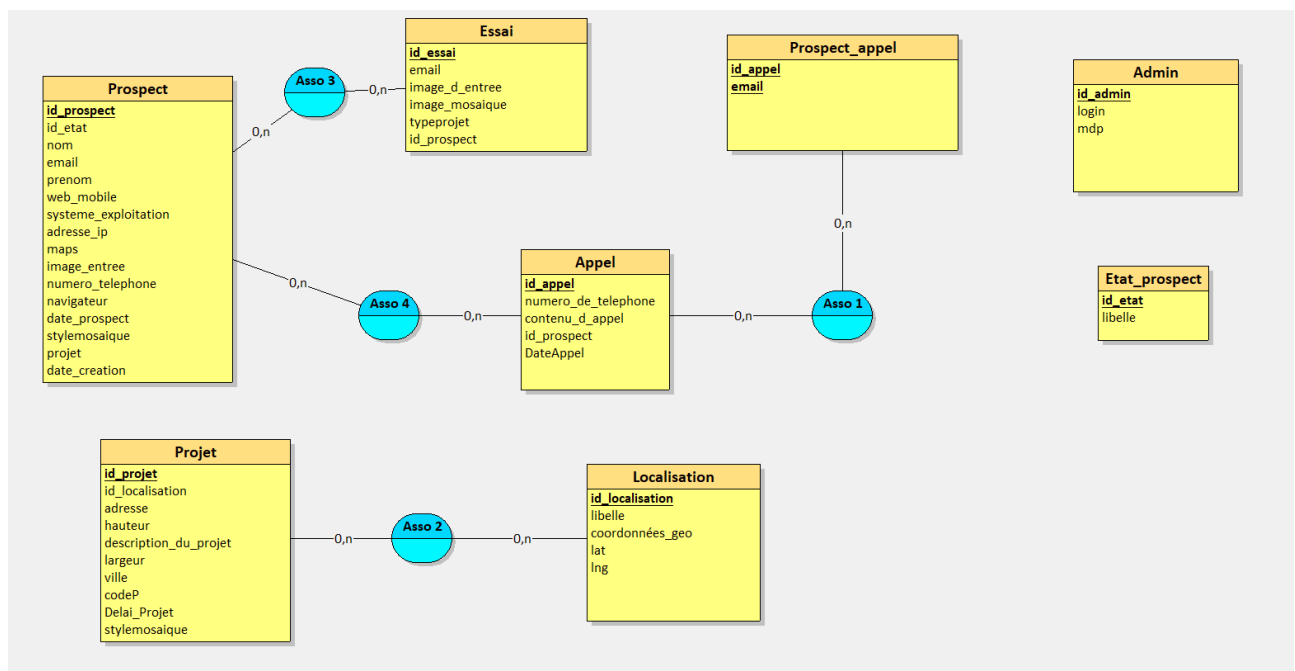 Prospect
id_prospect
id_etat
nom
email
prenom
web_mobile
systeme_exploitation
adresse_ip
maps
image_entree
numero_telephone
navigateur
date_prospect
stylemosaique
projet
date_creation
Asso 3
0,n
0,n
Essai
id_essai
email
image_d_entree
image_mosaique
typeprojet
id_prospect
Prospect_appel
id_appel
email
Admin
id_admin
login
mdp
0,n
Asso 4
0,n
Appel
id_appel
numero_de_telephone
contenu_d_appel
id_prospect
DateAppel
0,n
Asso 1
0,n
Etat_prospect
id_etat
libelle
Projet
id_projet
id_localisation
adresse
hauteur
description_du_projet
largeur
ville
codeP
Delai_Projet
stylemosaique
0,n
Asso 2
0,n
Localisation
id_localisation
libelle
coordonnées_geo
lat
lng